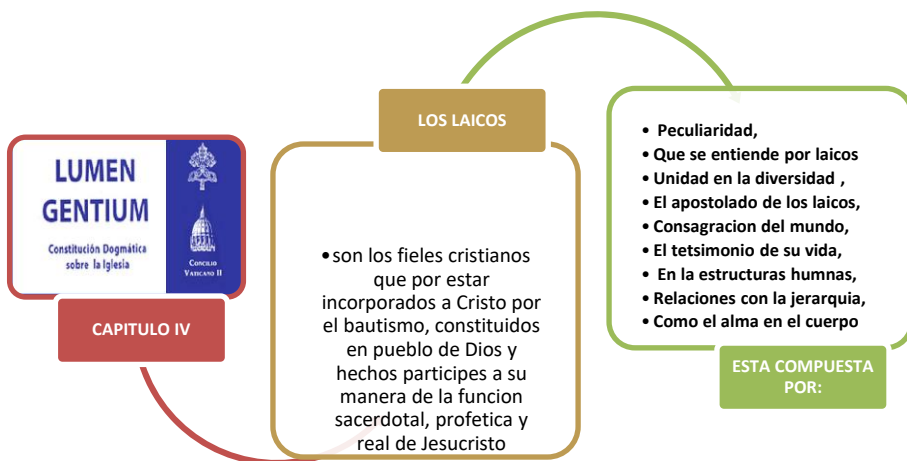 LUMEN
GENTIUM
Constitución Dogmática
sobre la Iglesia
CONCILIO
VATICANO II
CAPITULO IV
LOS LAICOS
•son los fieles cristianos
que por estar
incorporados a Cristo por
el bautismo, constituidos
en pueblo de Dios y
hechos participes a su
manera de la funcion
sacerdotal, profetica y
real de Jesucristo
• Peculiaridad,
• Que se entiende por laicos
• Unidad en la diversidad ,
• El apostolado de los laicos,
• Consagracion del mundo,
• El tetsimonio de su vida,
• En la estructuras humnas,
• Relaciones con la jerarquia,
• Como el alma en el cuerpo
ESTA COMPUESTA
POR: